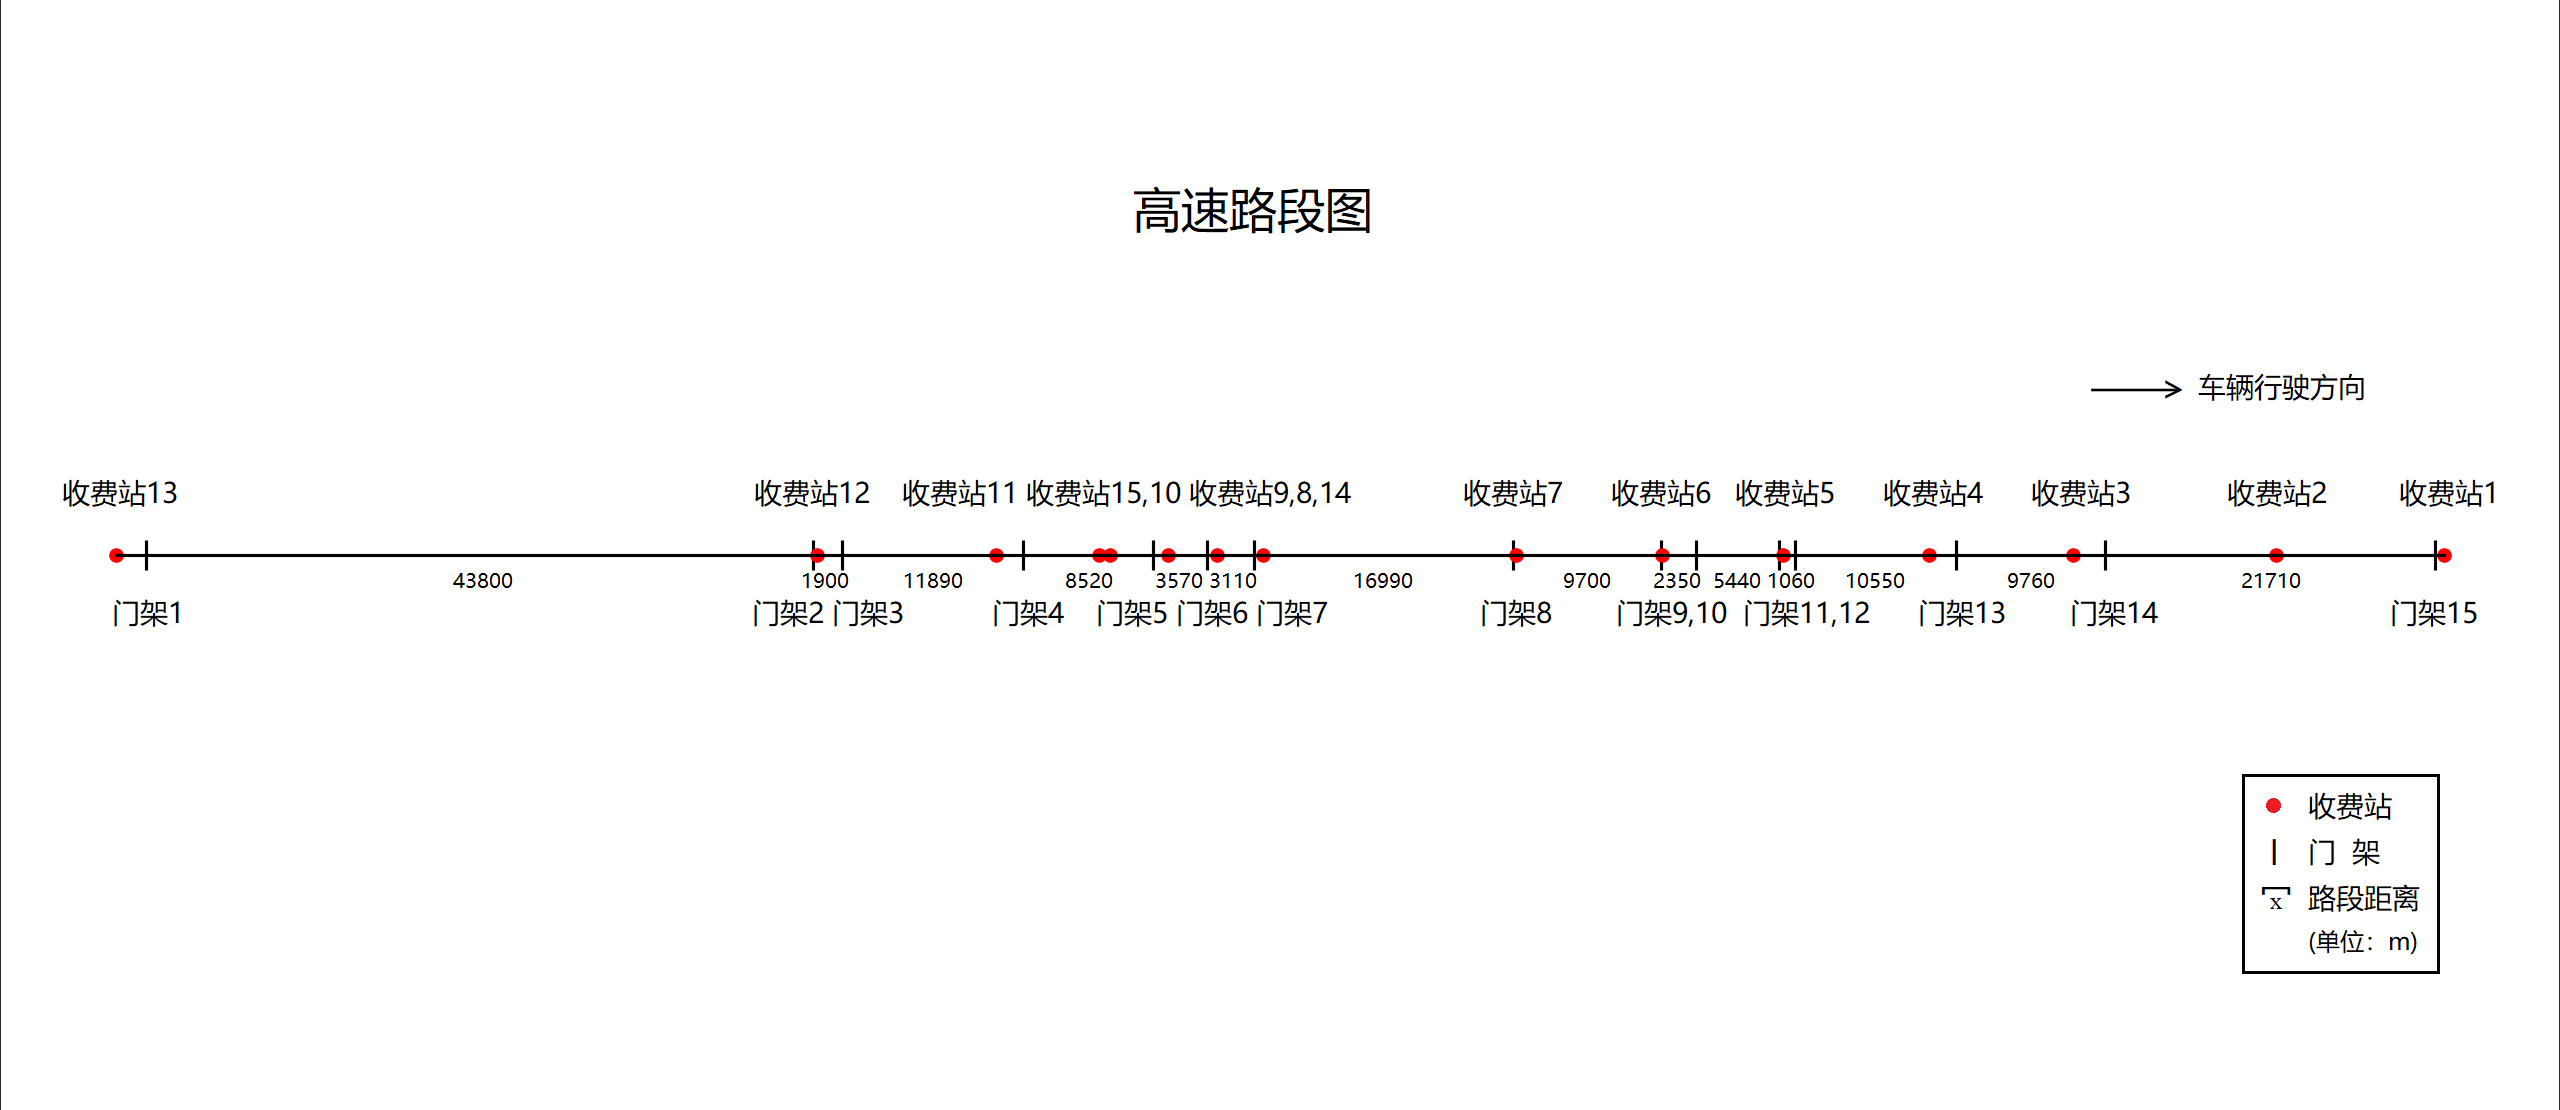 高速路段图
车辆行驶方向
收费站13 收费站12 收费站11 收费站15,10 收费站9,8,14 收费站7 收费站6 收费站5 收费站4 收费站3 收费站2 收费站1
43800 1900 11890 8520 3570 3110 16990 9700 2350 5440 1060 10550 9760 21710
门架1 门架2 门架3 门架4 门架5 门架6 门架7 门架8 门架9,10 门架11,12 门架13 门架14 门架15
收费站
门 架
x 路段距离
(单位：m)